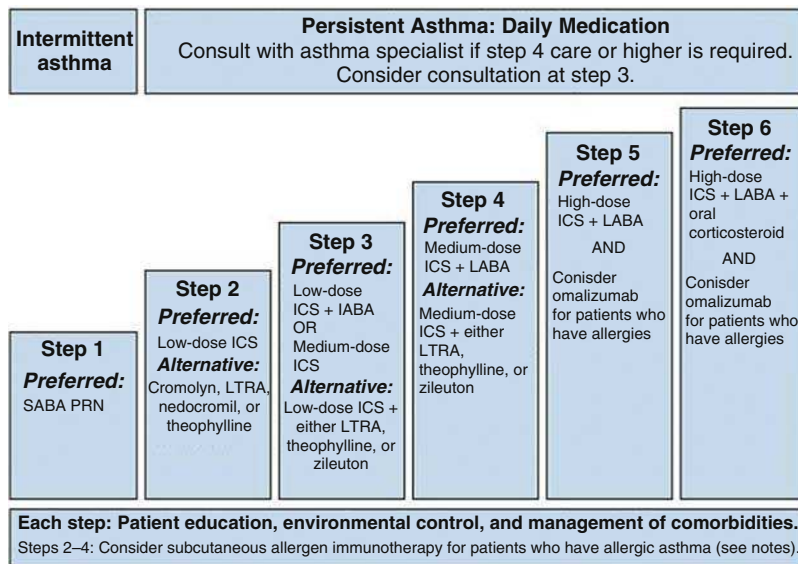 Intermittent
asthma
Persistent Asthma: Daily Medication
Consult with asthma specialist if step 4 care or higher is required.
Consider consultation at step 3.
Step 1
Preferred:
SABA PRN
Step 2
Preferred:
Low-dose ICS
Alternative:
Cromolyn, LTRA,
nedocromil, or
theophylline
Step 3
Preferred:
Low-dose
ICS + IABA
OR
Medium-dose
ICS
Alternative:
Low-dose ICS +
either LTRA,
theophylline, or
zileuton
Step 4
Preferred:
Medium-dose
ICS + LABA
Alternative:
Medium-dose
ICS + either
LTRA,
theophylline, or
zileuton
Step 5
Preferred:
High-dose
ICS + LABA
AND
Conisder
omalizumab
for patients who
have allergies
Step 6
Preferred:
High-dose
ICS + LABA +
oral
corticosteroid
AND
Conisder
omalizumab
for patients who
have allergies
Each step: Patient education, environmental control, and management of comorbidities.
Steps 2–4: Consider subcutaneous allergen immunotherapy for patients who have allergic asthma (see notes).